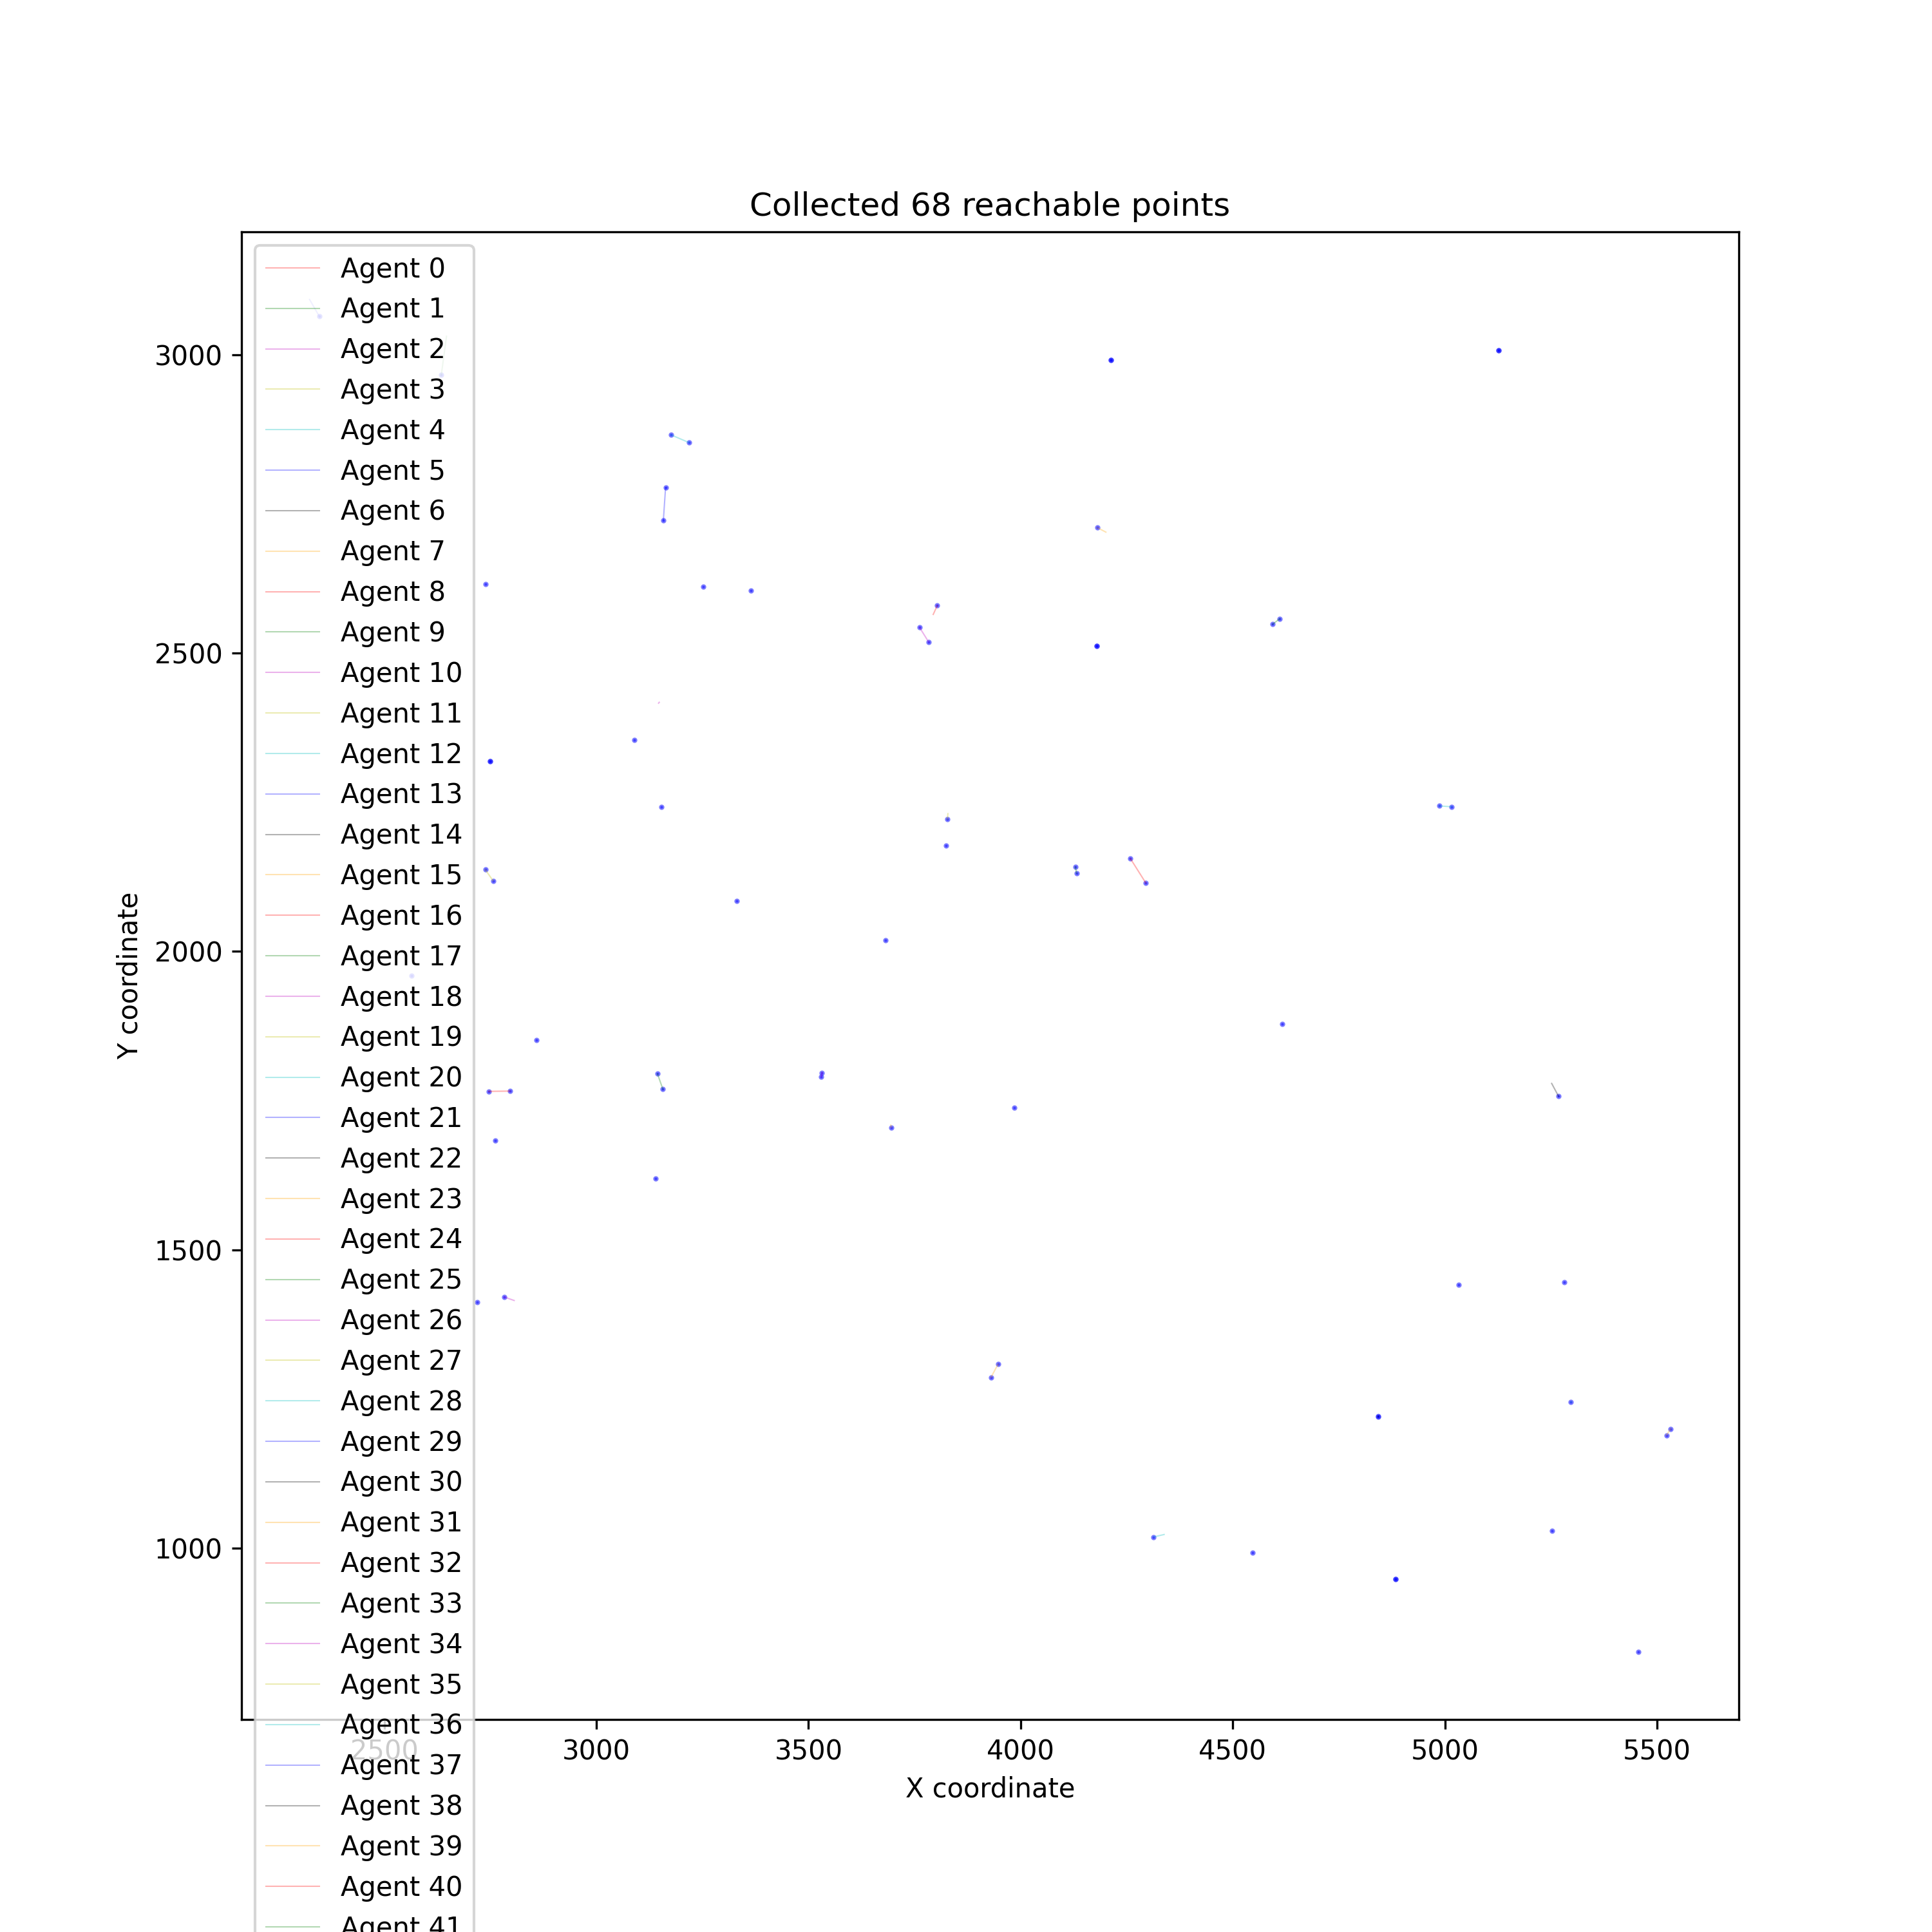 Collected 68 reachable points
Agent 0
Agent 1
Agent 2
Agent 3
Agent 4
Agent 5
Agent 6
Agent 7
Agent 8
Agent 9
Agent 10
Agent 11
Agent 12
Agent 13
Agent 14
Agent 15
Agent 16
Agent 17
Agent 18
Agent 19
Agent 20
Agent 21
Agent 22
Agent 23
Agent 24
Agent 25
Agent 26
Agent 27
Agent 28
Agent 29
Agent 30
Agent 31
Agent 32
Agent 33
Agent 34
Agent 35
Agent 36
Agent 37
Agent 38
Agent 39
Agent 40
Agent 41
3000
2500
2000
1500
1000
Y coordinate
2500 3000 3500 4000 4500 5000 5500
X coordinate